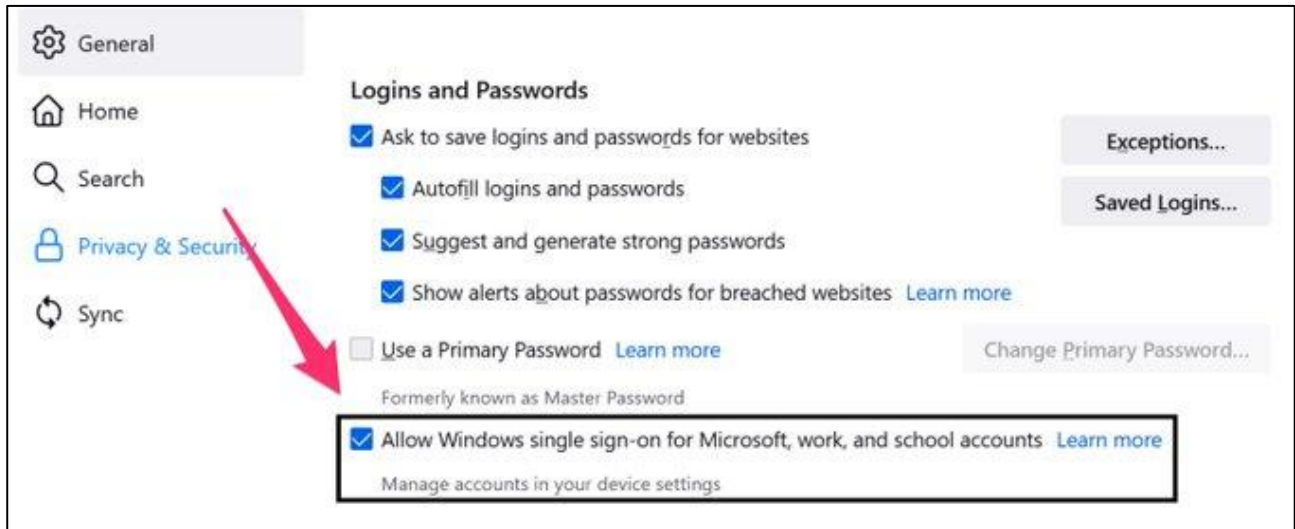 General
Home
Search
Privacy & Security
Sync
Logins and Passwords
Ask to save logins and passwords for websites
Exceptions...
Autofill logins and passwords
Saved Logins...
Suggest and generate strong passwords
Show alerts about passwords for breached websites Learn more
Use a Primary Password Learn more
Change Primary Password...
Formerly known as Master Password
Allow Windows single sign-on for Microsoft, work, and school accounts Learn more
Manage accounts in your device settings